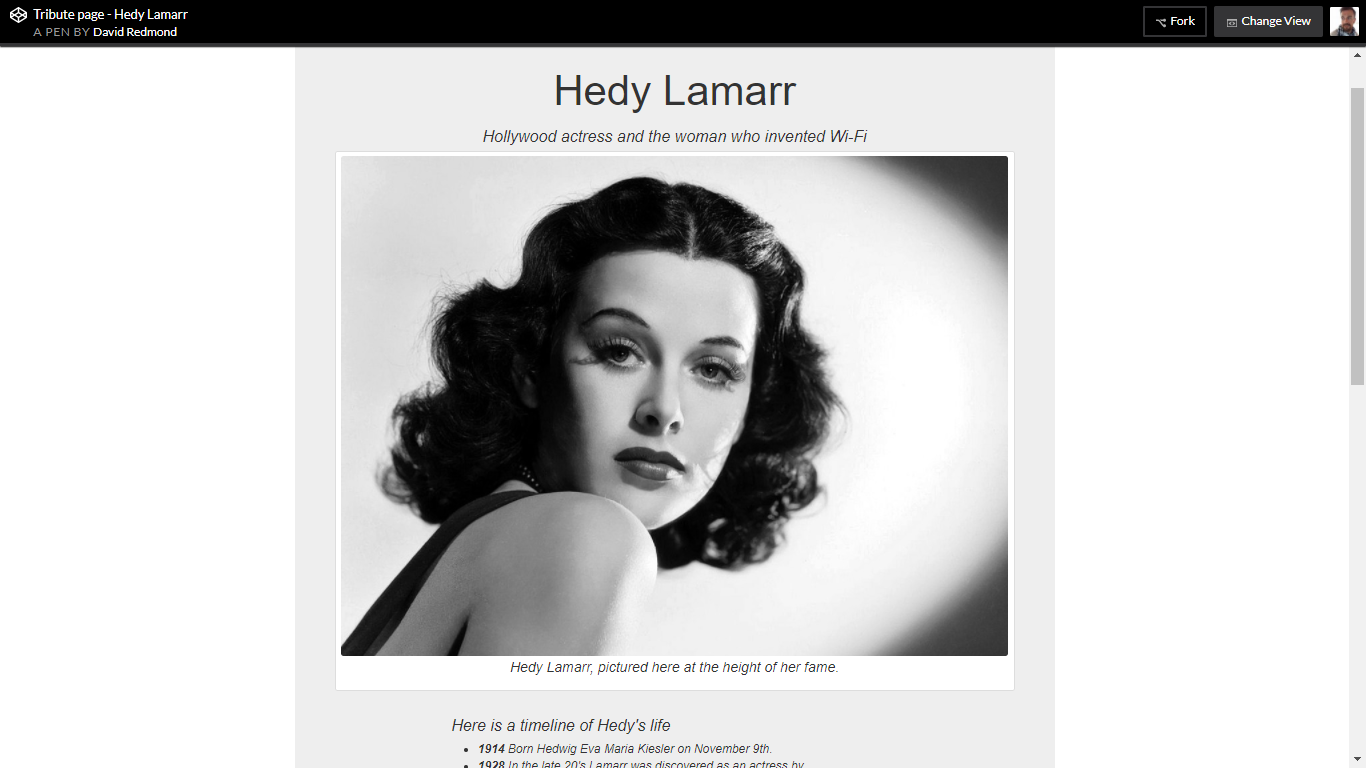 Tribute page - Hedy Lamarr
A PEN BY David Redmond
Fork
Change View
Hedy Lamarr
Hollywood actress and the woman who invented Wi-Fi
Hedy Lamarr, pictured here at the height of her fame.
Here is a timeline of Hedy's life
1914 Born Hedwig Eva Maria Kiesler on November 9th.
1928 In the late 20's Lamarr was discovered as an actress by